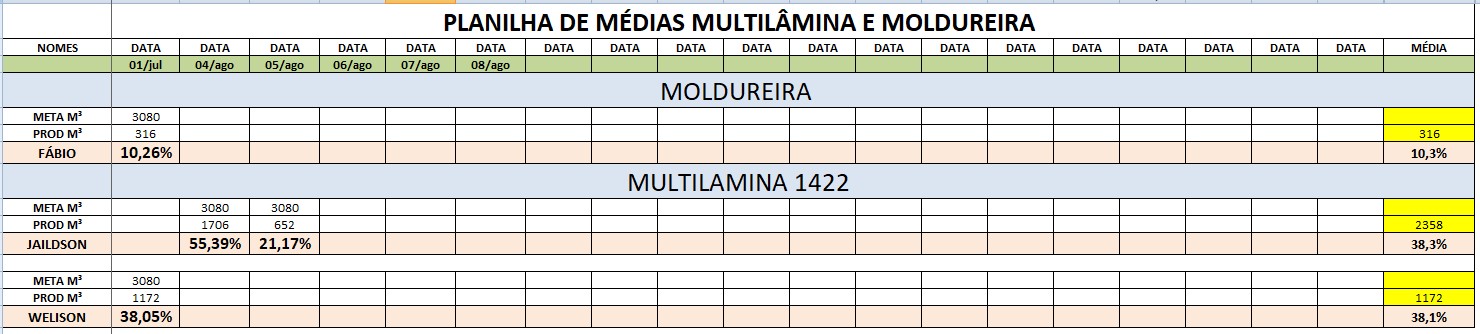 PLANILHA DE MÉDIAS MULTILÂMINA E MOLDUREIRA
NOMES DATA DATA DATA DATA DATA DATA DATA DATA DATA DATA DATA DATA DATA DATA DATA DATA DATA DATA MÉDIA
01/jul 04/ago 05/ago 06/ago 07/ago 08/ago
MOLDUREIRA
META M³ 3080
PROD M³ 316 316
FÁBIO 10,26% 10,3%
MULTILAMINA 1422
META M³ 3080 3080
PROD M³ 1706 652 2358
JAILDSON 55,39% 21,17% 38,3%
META M³ 3080
PROD M³ 1172 1172
WELISON 38,05% 38,1%